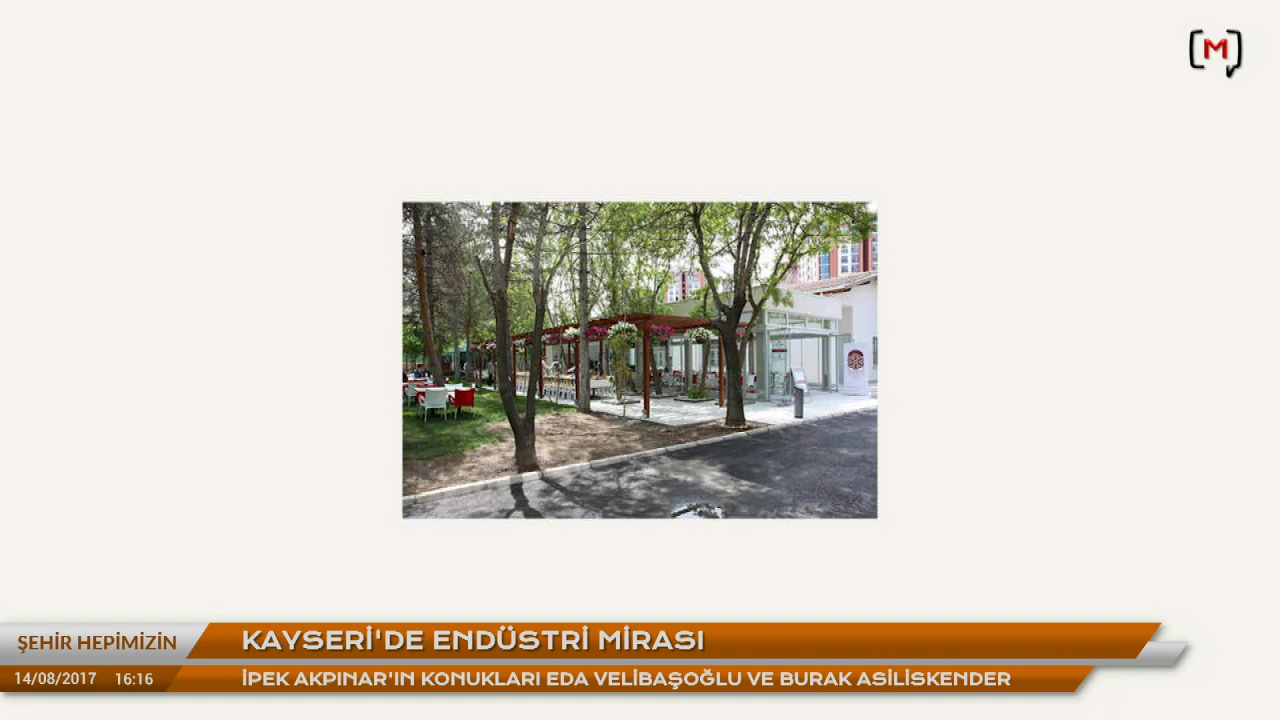 [M]
ŞEHİR HEPİMİZİN
KAYSERİ'DE ENDÜSTRİ MİRASI
14/08/2017 16:16
İPEK AKPINAR'IN KONUKLARI EDA VELİBAŞOĞLU VE BURAK ASİLİSKENDER